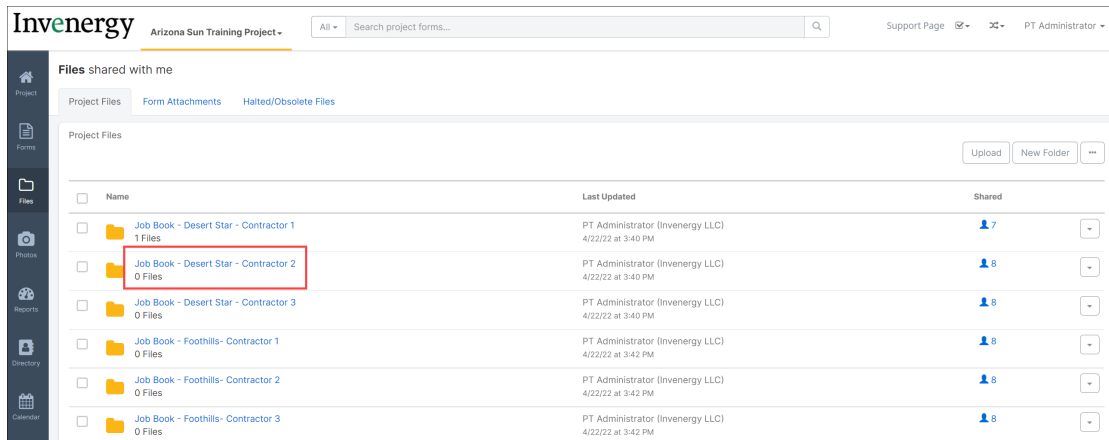 Invenergy
Arizona Sun Training Project
All
Search project forms...
Support Page
PT Administrator
Project
Forms
Files
Photos
Reports
Directory
Calendar
Files shared with me
Project Files
Form Attachments
Halted/Obsolete Files
Project Files
Upload
New Folder
Name
Last Updated
Shared
Job Book - Desert Star - Contractor 1
1 Files
PT Administrator (Invenergy LLC)
4/22/22 at 3:40 PM
7
Job Book - Desert Star - Contractor 2
0 Files
PT Administrator (Invenergy LLC)
4/22/22 at 3:40 PM
8
Job Book - Desert Star - Contractor 3
0 Files
PT Administrator (Invenergy LLC)
4/22/22 at 3:40 PM
8
Job Book - Foothills- Contractor 1
0 Files
PT Administrator (Invenergy LLC)
4/22/22 at 3:42 PM
8
Job Book - Foothills- Contractor 2
0 Files
PT Administrator (Invenergy LLC)
4/22/22 at 3:42 PM
8
Job Book - Foothills- Contractor 3
0 Files
PT Administrator (Invenergy LLC)
4/22/22 at 3:42 PM
8